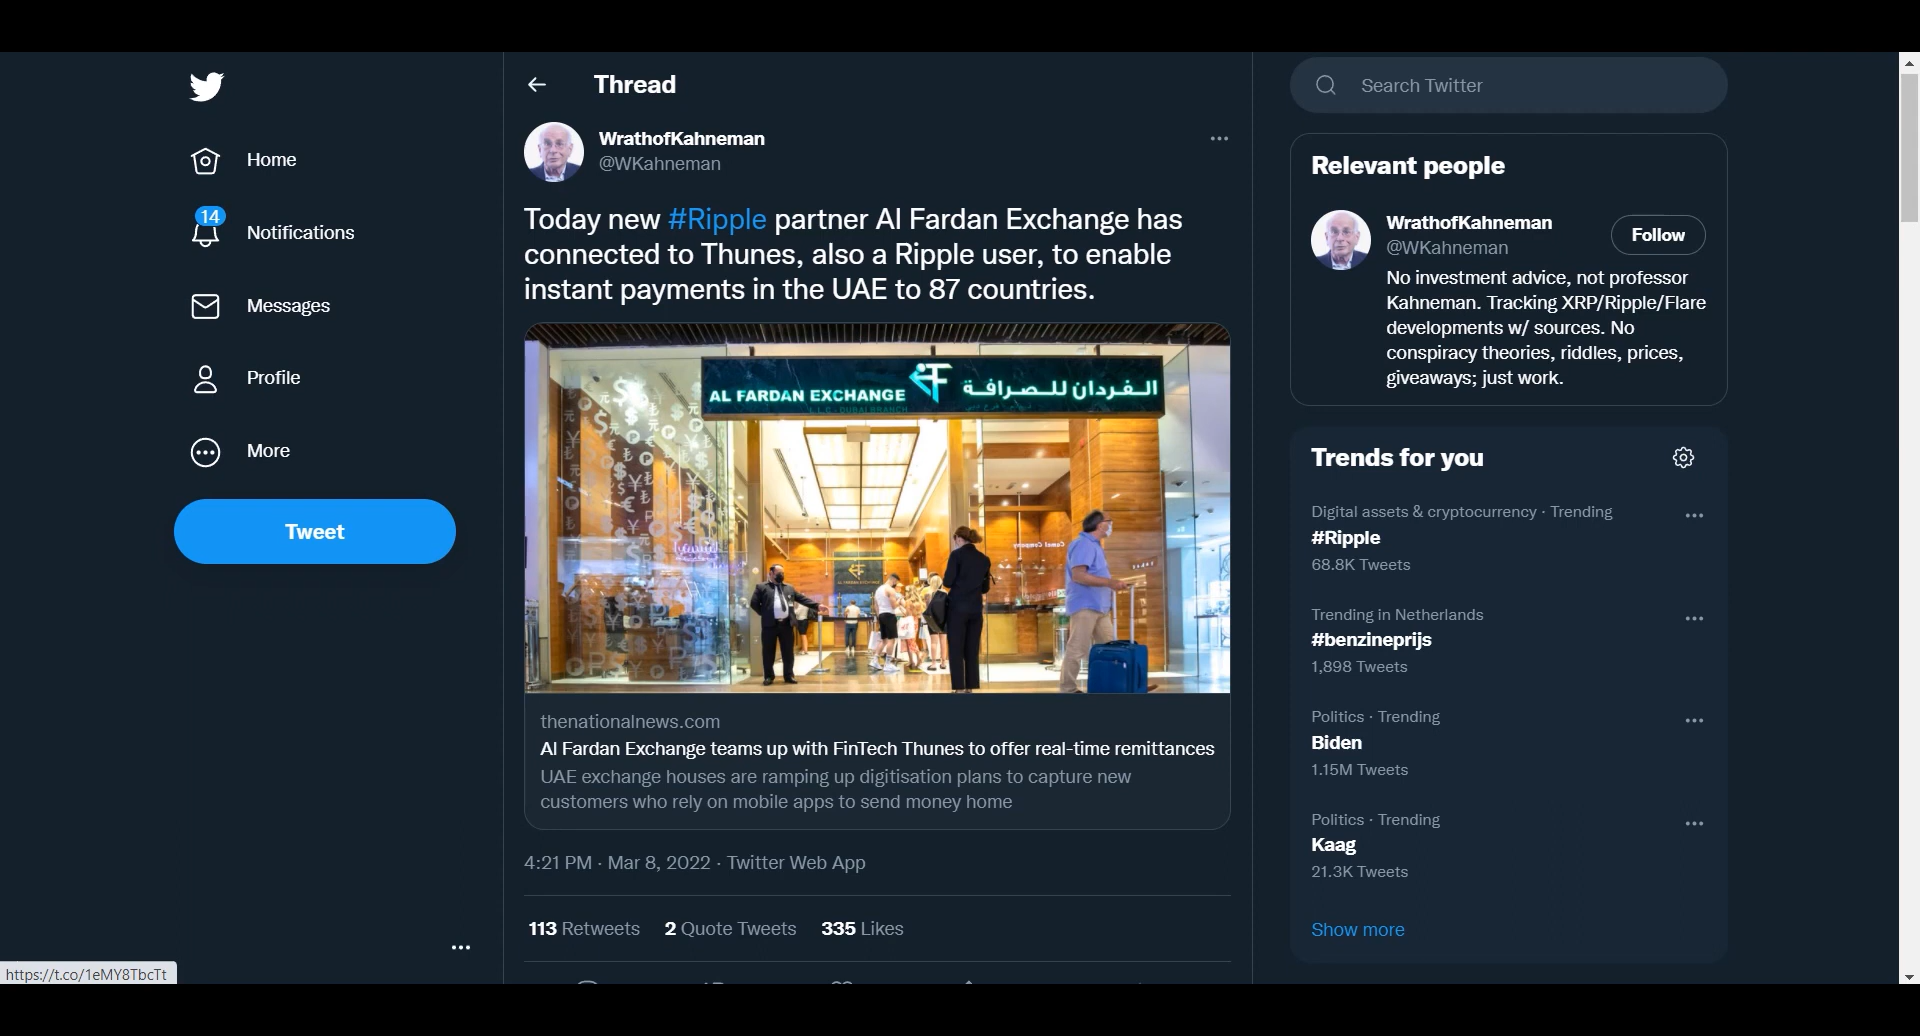 Home
14
Notifications
Messages
Profile
More
Tweet
https://t.co/1eMY8TbcTt
Thread
WrathofKahneman
@WKahneman
Today new #Ripple partner Al Fardan Exchange has
connected to Thunes, also a Ripple user, to enable
instant payments in the UAE to 87 countries.
AL FARDAN EXCHANGE الفردان للصرافة
L.L.C - DUBAI BRANCH
thenationalnews.com
Al Fardan Exchange teams up with FinTech Thunes to offer real-time remittances
UAE exchange houses are ramping up digitisation plans to capture new
customers who rely on mobile apps to send money home
4:21 PM · Mar 8, 2022 · Twitter Web App
113 Retweets 2 Quote Tweets 335 Likes
Search Twitter
Relevant people
WrathofKahneman
@WKahneman
Follow
No investment advice, not professor
Kahneman. Tracking XRP/Ripple/Flare
developments w/ sources. No
conspiracy theories, riddles, prices,
giveaways; just work.
Trends for you
Digital assets & cryptocurrency · Trending
#Ripple
68.8K Tweets
Trending in Netherlands
#benzineprijs
1,898 Tweets
Politics · Trending
Biden
1.15M Tweets
Politics · Trending
Kaag
21.3K Tweets
Show more